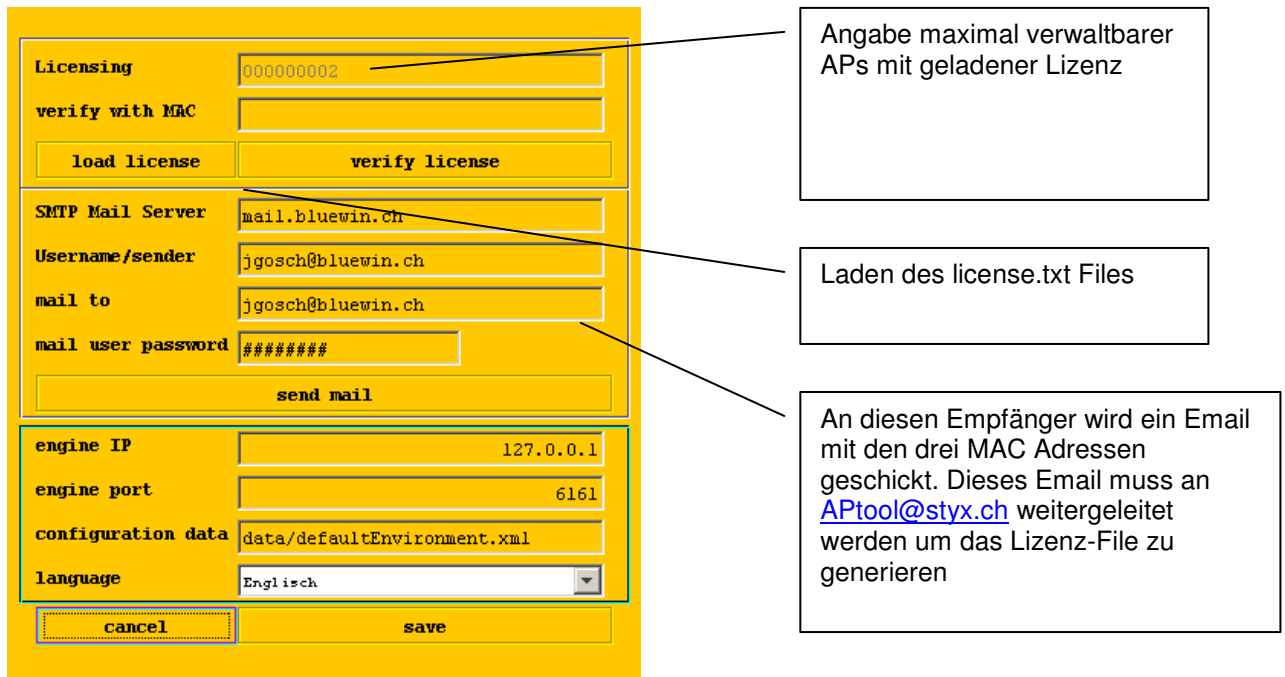 Licensing 000000002
verify with MAC
load license verify license
SMTP Mail Server mail.bluewin.ch
Username/sender jgosch@bluewin.ch
mail to jgosch@bluewin.ch
mail user password ########
send mail
engine IP 127.0.0.1
engine port 6161
configuration data data/defaultEnvironment.xml
language Englisch
cancel save
Angabe maximal verwaltbarer
APs mit geladener Lizenz
Laden des license.txt Files
An diesen Empfänger wird ein Email
mit den drei MAC Adressen
geschickt. Dieses Email muss an
APtool@styx.ch weitergeleitet
werden um das Lizenz-File zu
generieren